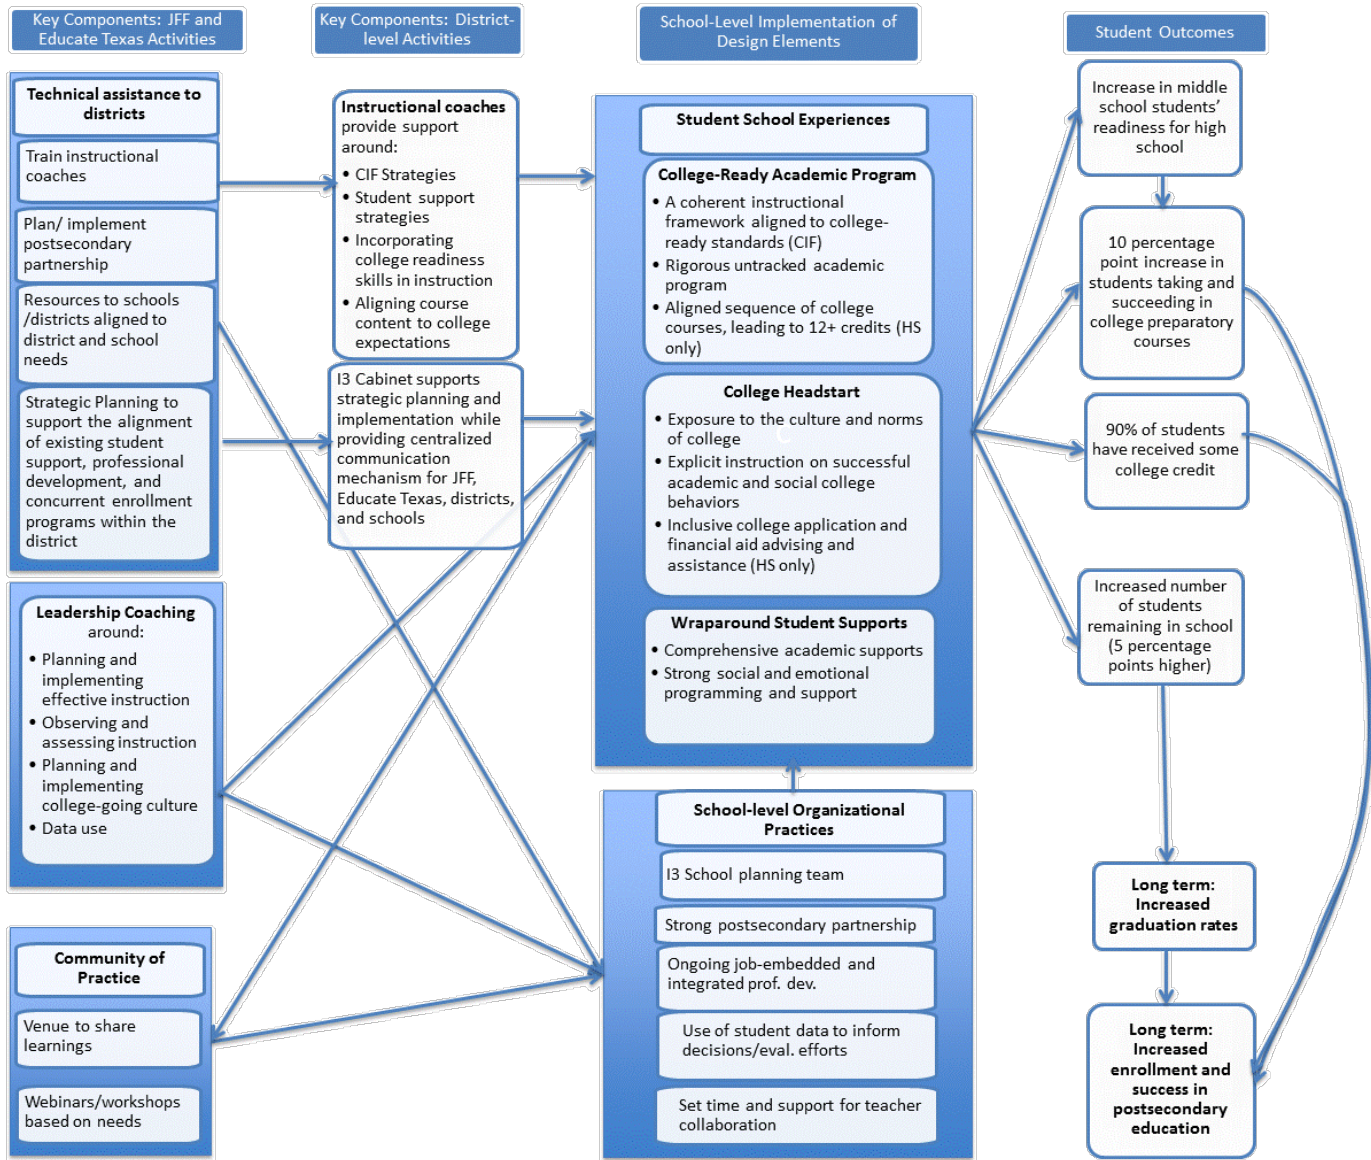 Key Components: JFF and
Educate Texas Activities
Key Components: District-
level Activities
School-Level Implementation of
Design Elements
Student Outcomes
Technical assistance to
districts
Train instructional
coaches
Plan/ implement
postsecondary
partnership
Resources to schools
/districts aligned to
district and school
needs
Strategic Planning to
support the alignment
of existing student
support, professional
development, and
concurrent enrollment
programs within the
district
Leadership Coaching
around:
• Planning and
implementing
effective instruction
• Observing and
assessing instruction
• Planning and
implementing
college-going culture
• Data use
Community of
Practice
Venue to share
learnings
Webinars/workshops
based on needs
Instructional coaches
provide support
around:
• CIF Strategies
• Student support
strategies
• Incorporating
college readiness
skills in instruction
• Aligning course
content to college
expectations
I3 Cabinet supports
strategic planning and
implementation while
providing centralized
communication
mechanism for JFF,
Educate Texas, districts,
and schools
Student School Experiences
College-Ready Academic Program
• A coherent instructional
framework aligned to college-
ready standards (CIF)
• Rigorous untracked academic
program
• Aligned sequence of college
courses, leading to 12+ credits (HS
only)
College Headstart
• Exposure to the culture and norms
of college
• Explicit instruction on successful
academic and social college
behaviors
• Inclusive college application and
financial aid advising and
assistance (HS only)
Wraparound Student Supports
• Comprehensive academic supports
• Strong social and emotional
programming and support
School-level Organizational
Practices
I3 School planning team
Strong postsecondary partnership
Ongoing job-embedded and
integrated prof. dev.
Use of student data to inform
decisions/eval. efforts
Set time and support for teacher
collaboration
Increase in middle
school students'
readiness for high
school
10 percentage
point increase in
students taking and
succeeding in
college preparatory
courses
90% of students
have received some
college credit
Increased number
of students
remaining in school
(5 percentage
points higher)
Long term:
Increased
graduation rates
Long term:
Increased
enrollment and
success in
postsecondary
education